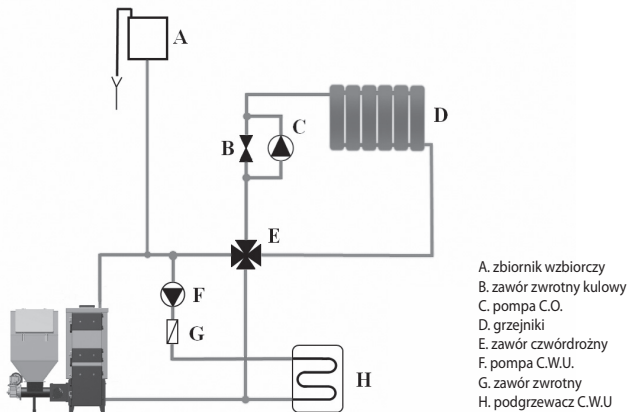 A
B
C
D
E
F
G
H
A. zbiornik wzbiorczy
B. zawór zwrotny kulowy
C. pompa C.O.
D. grzejniki
E. zawór czwórdrożny
F. pompa C.W.U.
G. zawór zwrotny
H. podgrzewacz C.W.U